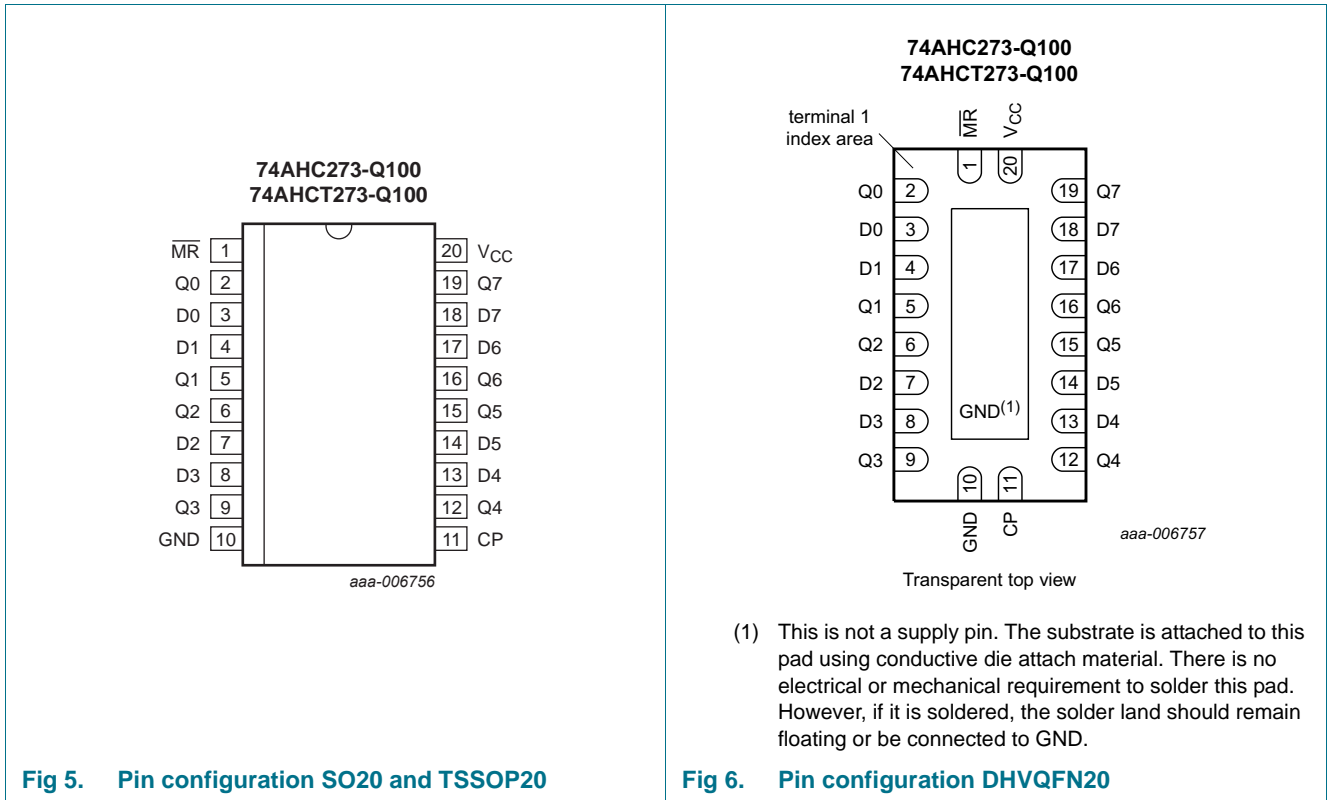 74AHC273-Q100
74AHCT273-Q100
MR 1 20 VCC
Q0 2 19 Q7
D0 3 18 D7
D1 4 17 D6
Q1 5 16 Q6
Q2 6 15 Q5
D2 7 14 D5
D3 8 13 D4
Q3 9 12 Q4
GND 10 11 CP
aaa-006756
Fig 5. Pin configuration SO20 and TSSOP20
74AHC273-Q100
74AHCT273-Q100
terminal 1
index area
MR VCC
1 20
Q0 2 19 Q7
D0 3 18 D7
D1 4 17 D6
Q1 5 16 Q6
Q2 6 15 Q5
D2 7 14 D5
D3 8 GND(1) 13 D4
Q3 9 12 Q4
10 11
GND CP
aaa-006757
Transparent top view
(1) This is not a supply pin. The substrate is attached to this
pad using conductive die attach material. There is no
electrical or mechanical requirement to solder this pad.
However, if it is soldered, the solder land should remain
floating or be connected to GND.
Fig 6. Pin configuration DHVQFN20